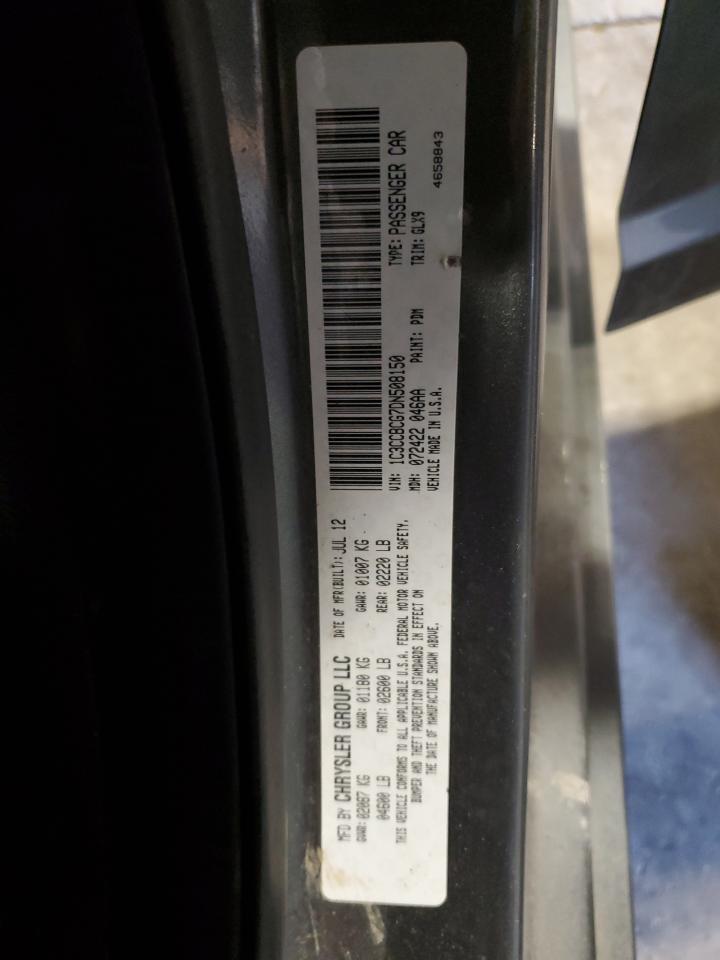 MFD BY CHRYSLER GROUP LLC DATE OF MFR(BUILT): JUL 12
GVWR: 02087 KG GAWR: 01180 KG GAWR: 01007 KG
04600 LB FRONT: 02600 LB REAR: 02220 LB
THIS VEHICLE CONFORMS TO ALL APPLICABLE U.S.A. FEDERAL MOTOR VEHICLE SAFETY,
BUMPER AND THEFT PREVENTION STANDARDS IN EFFECT ON
THE DATE OF MANUFACTURE SHOWN ABOVE.
VIN: 1C3CCBCG7DN508150 TYPE: PASSENGER CAR
MDH: 072422 046AA PAINT: PDM TRIM: GLX9
VEHICLE MADE IN U.S.A. 4658843